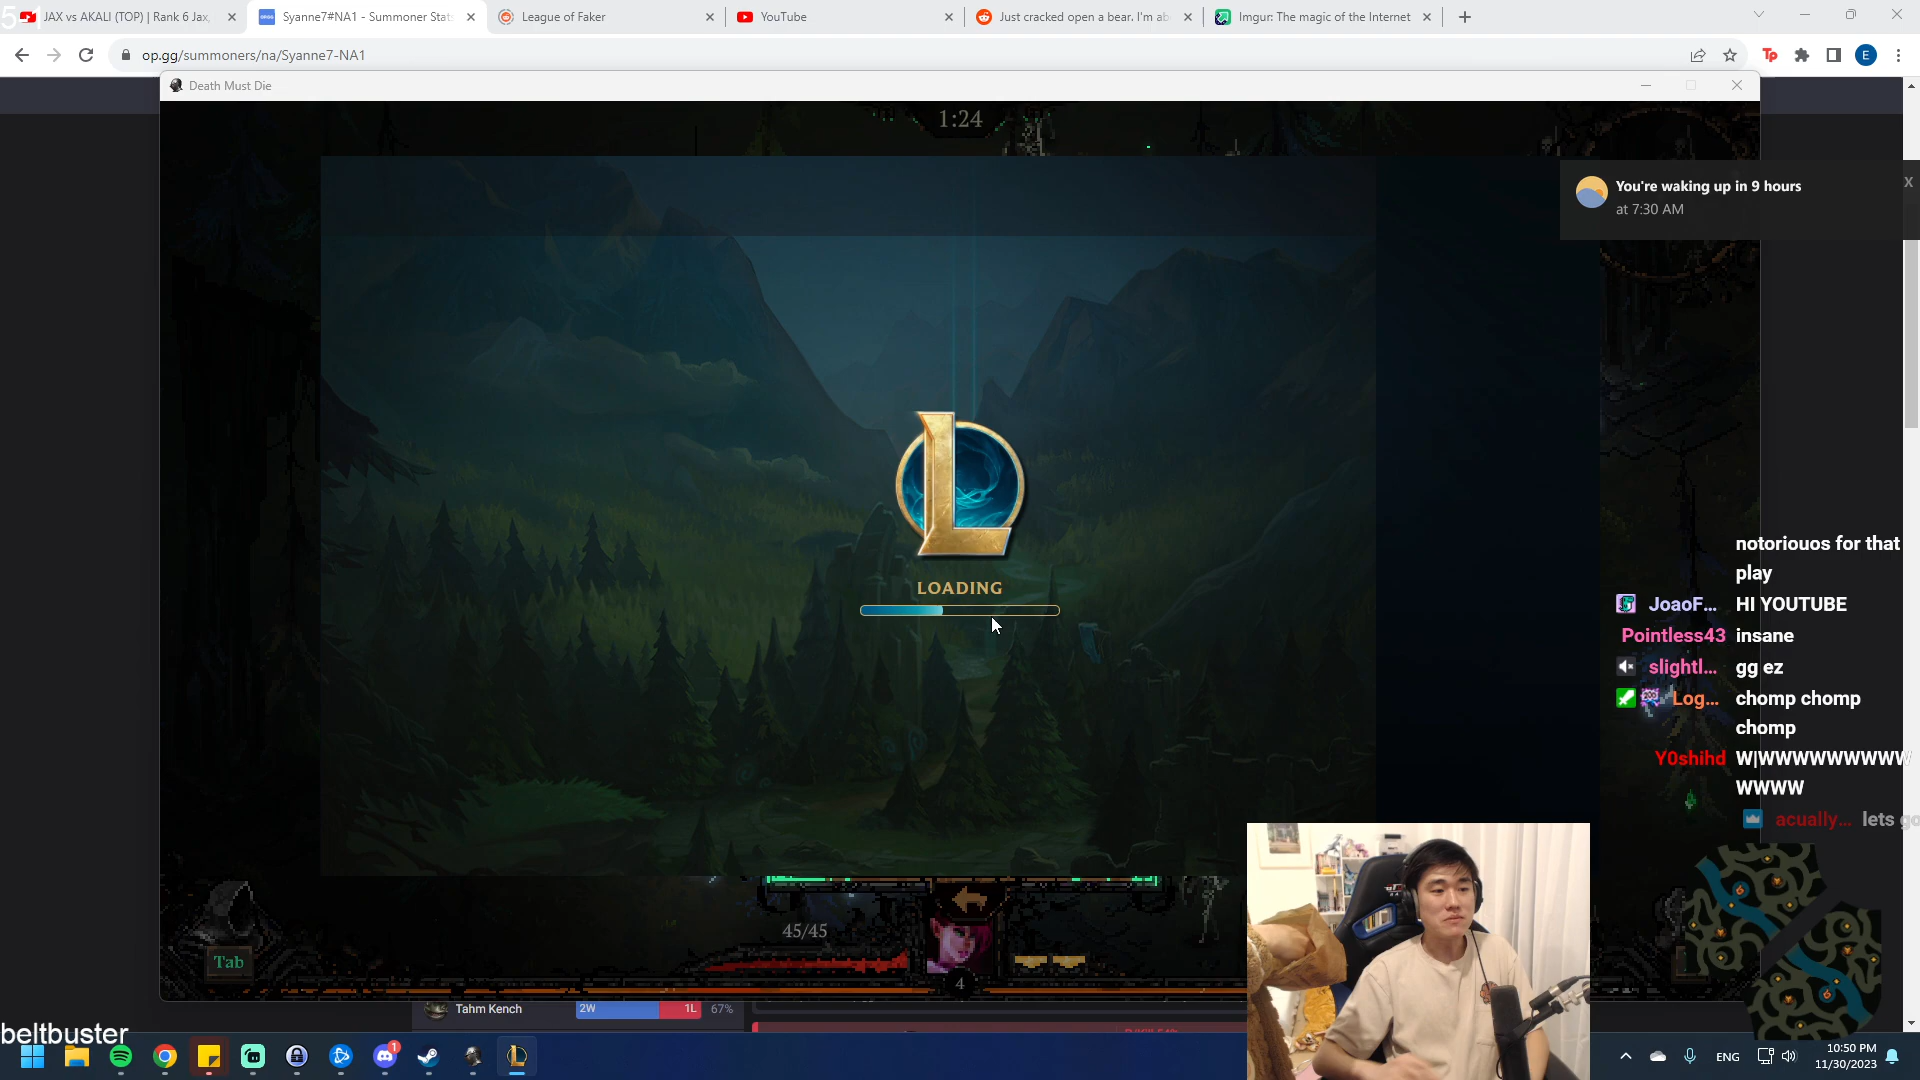 JAX vs AKALI (TOP) | Rank 6 Jax,
Syanne7#NA1 - Summoner Stats
League of Faker
YouTube
Just cracked open a bear. I'm ab
Imgur: The magic of the Internet
op.gg/summoners/na/Syanne7-NA1
Tp
E
Death Must Die
1:24
You're waking up in 9 hours
X
at 7:30 AM
LOADING
notoriouos for that
play
JoaoF... HI YOUTUBE
Pointless43 insane
slightl... gg ez
Log... chomp chomp
chomp
Y0shihd W|WWWWWWWWW
WWWW
acually... lets go
45/45
Tab
4
Tahm Kench 2W 1L 67%
beltbuster
1
ENG
10:50 PM
11/30/2023